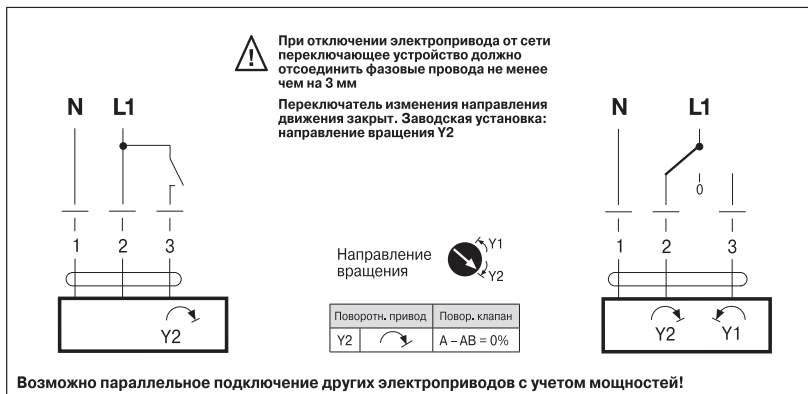 При отключении электропривода от сети
переключающее устройство должно
отсоединить фазовые провода не менее
чем на 3 мм
Переключатель изменения направления
движения закрыт. Заводская установка:
направление вращения Y2
N L1
1 2 3
Y2
Направление
вращения
Y1
Y2
Поворотн. привод Повор. клапан
Y2 A – AB = 0%
N L1
0
1 2 3
Y2 Y1
Возможно параллельное подключение других электроприводов с учетом мощностей!